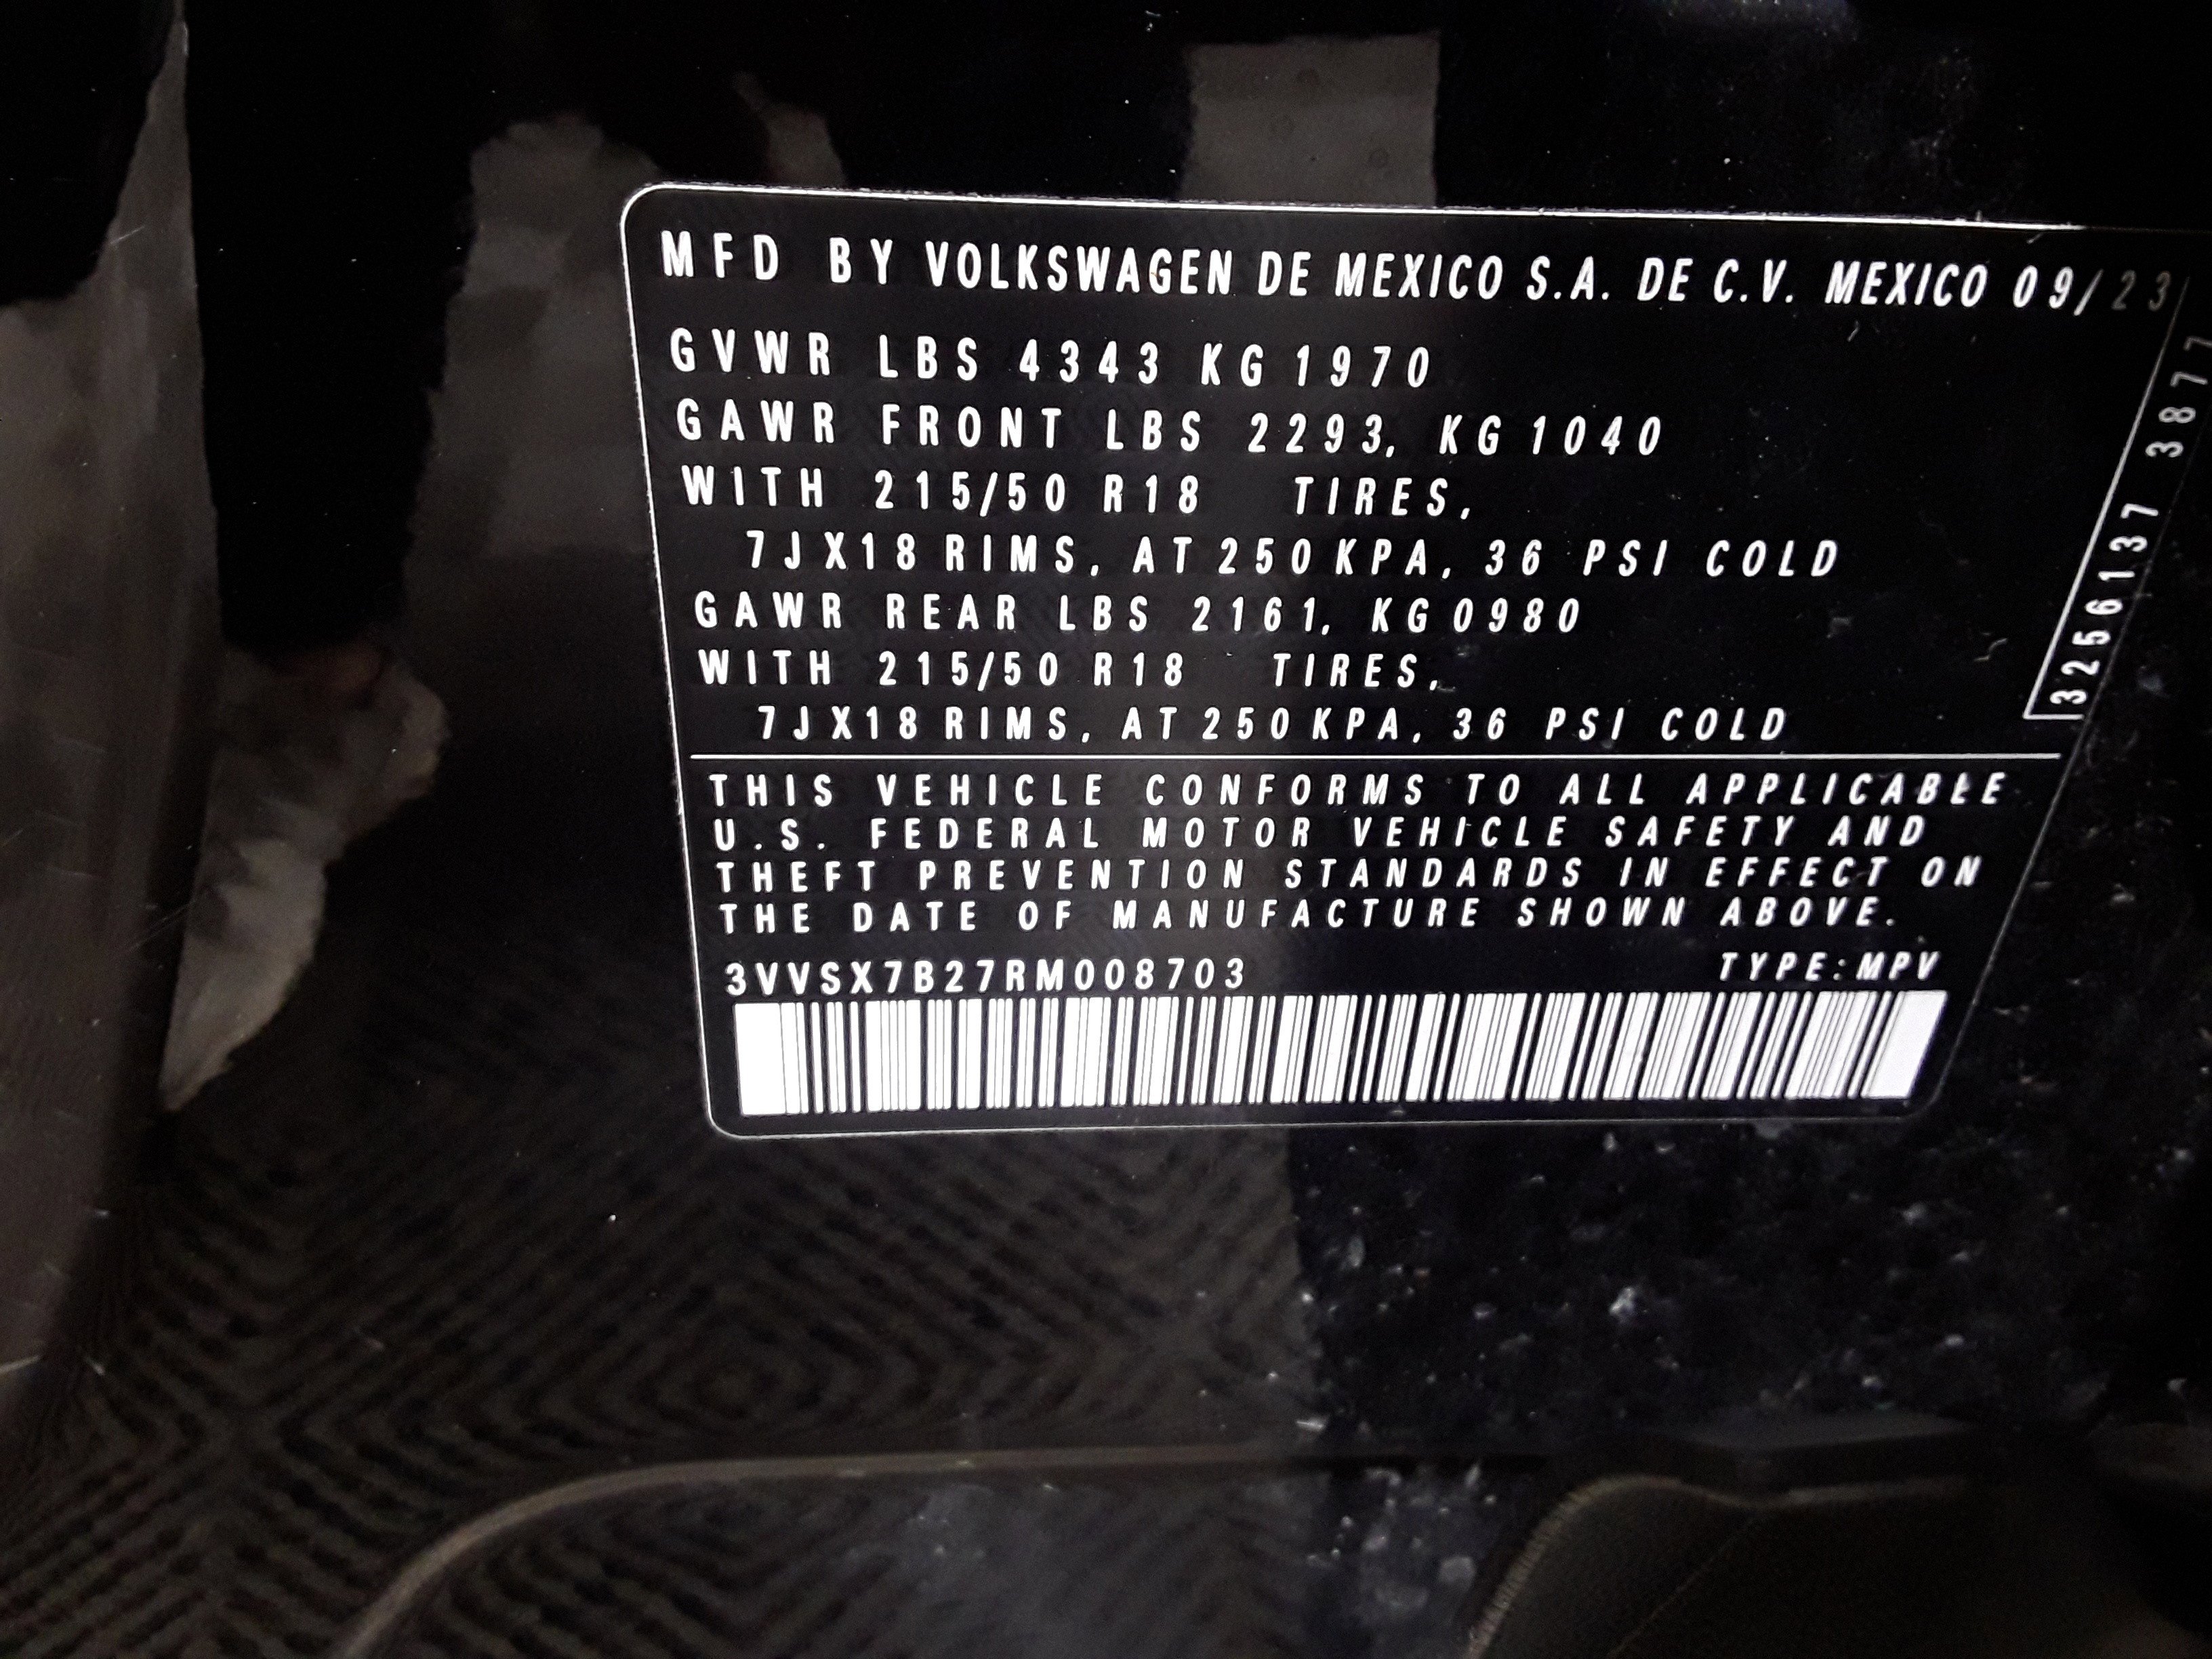 MFD BY VOLKSWAGEN DE MEXICO S.A. DE C.V. MEXICO 09/23
GVWR LBS 4343 KG 1970
GAWR FRONT LBS 2293, KG 1040
WITH 215/50 R18 TIRES,
7JX18 RIMS, AT 250 KPA, 36 PSI COLD
GAWR REAR LBS 2161, KG 0980
WITH 215/50 R18 TIRES,
7JX18 RIMS, AT 250 KPA, 36 PSI COLD
3256137 3877
THIS VEHICLE CONFORMS TO ALL APPLICABLE
U.S. FEDERAL MOTOR VEHICLE SAFETY AND
THEFT PREVENTION STANDARDS IN EFFECT ON
THE DATE OF MANUFACTURE SHOWN ABOVE.
3VVSX7B27RM008703 TYPE:MPV